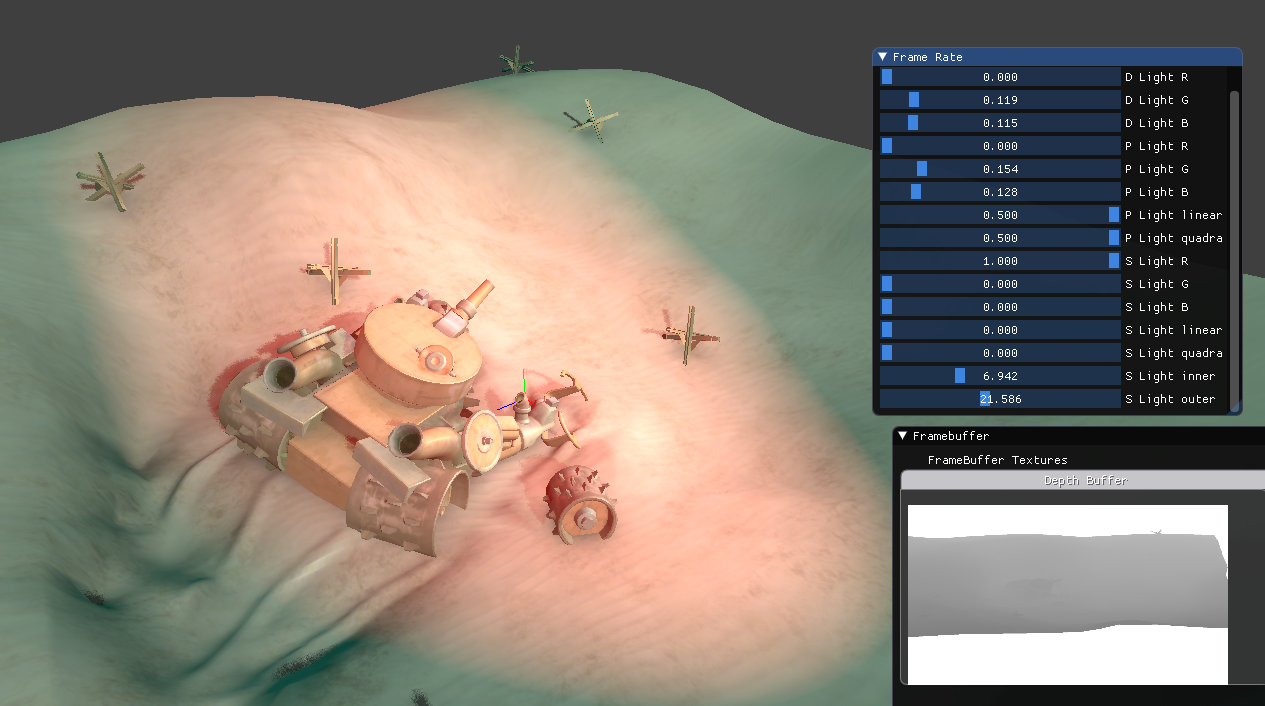 Frame Rate
0.000 D Light R
0.119 D Light G
0.115 D Light B
0.000 P Light R
0.154 P Light G
0.128 P Light B
0.500 P Light linear
0.500 P Light quadra
1.000 S Light R
0.000 S Light G
0.000 S Light B
0.000 S Light linear
0.000 S Light quadra
6.942 S Light inner
21.586 S Light outer
Framebuffer
FrameBuffer Textures
Depth Buffer